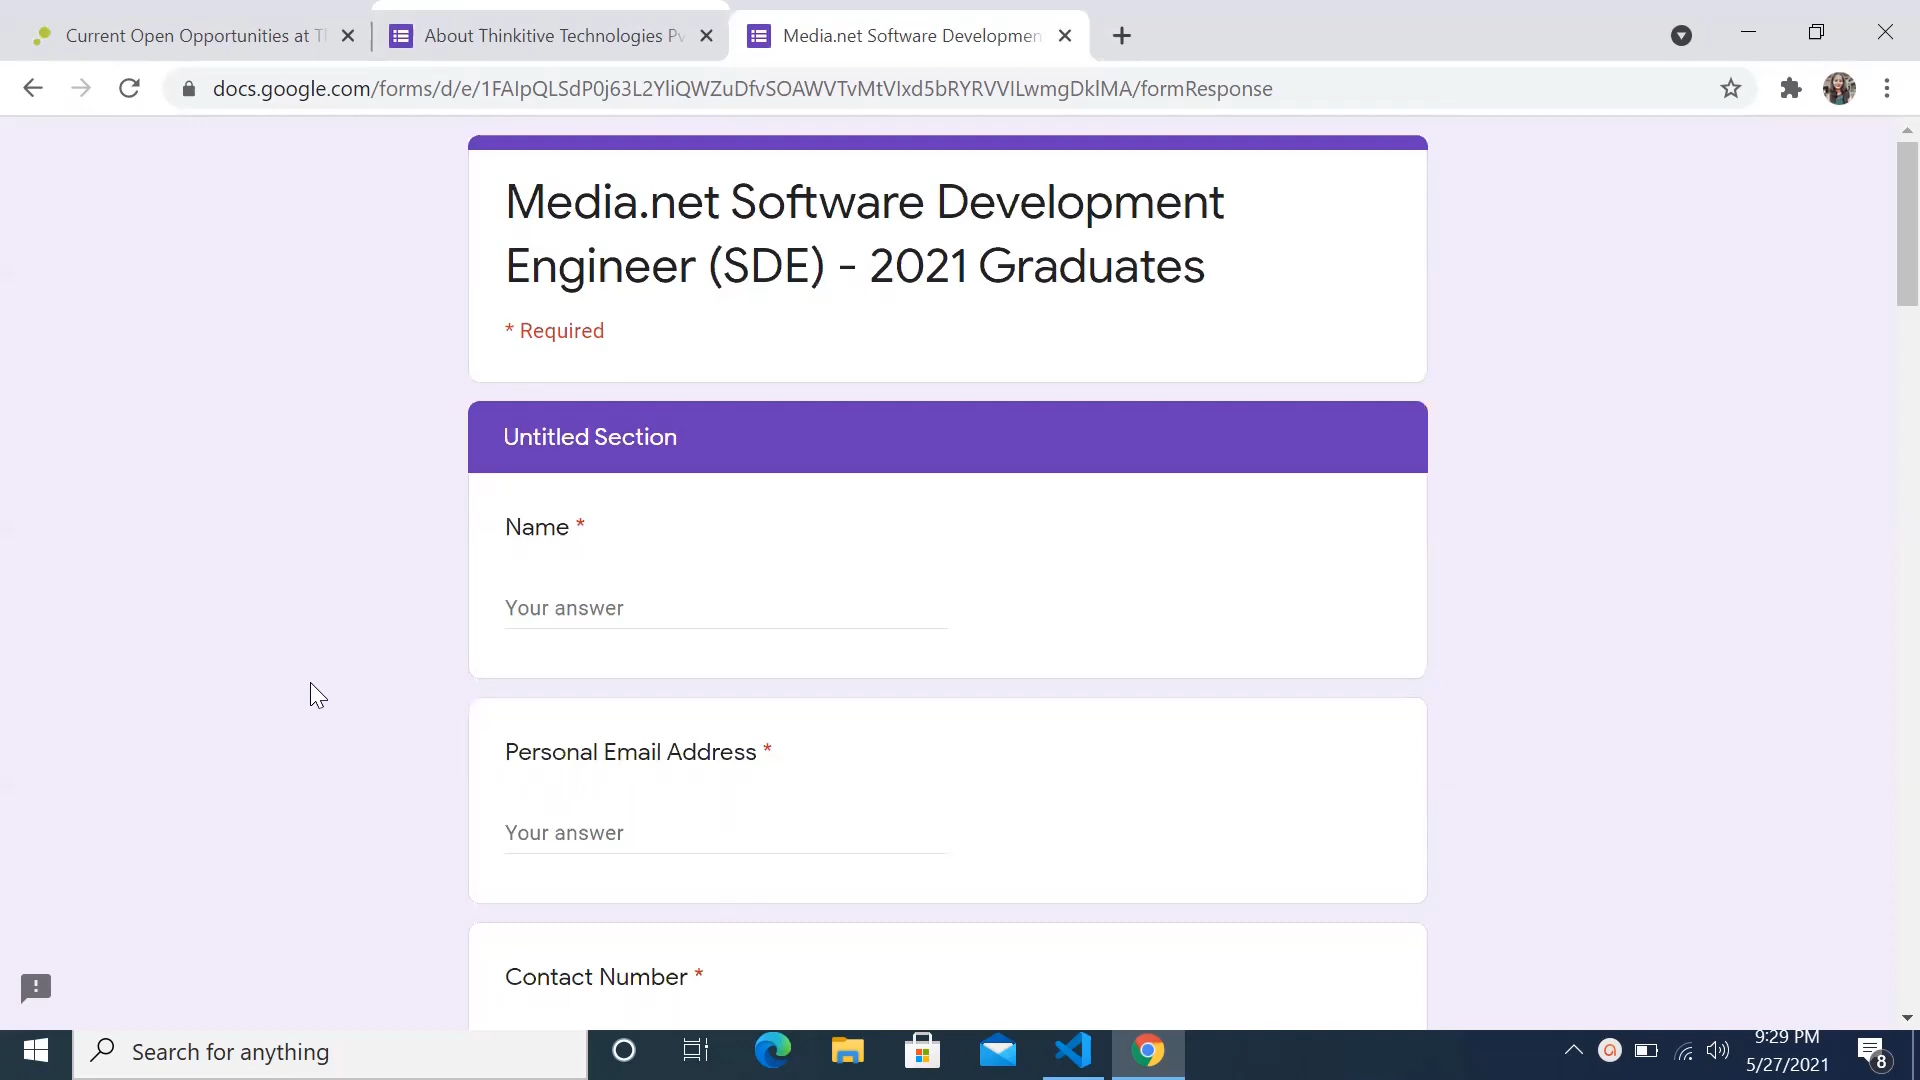 Current Open Opportunities at Th
About Thinkitive Technologies Pv
Media.net Software Developmen
docs.google.com/forms/d/e/1FAIpQLSdP0j63L2YliQWZuDfvSOAWVTvMtVIxd5bRYRVVlLwmgDklMA/formResponse
Media.net Software Development
Engineer (SDE) - 2021 Graduates
* Required
Untitled Section
Name *
Your answer
Personal Email Address *
Your answer
Contact Number *
Search for anything
9:29 PM
5/27/2021
8